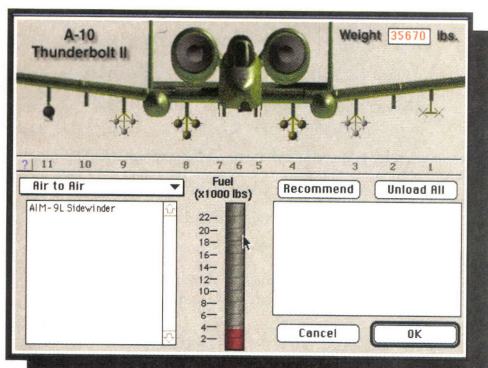 A-10
Thunderbolt II
Weight 35670 lbs.
? 11 10 9 8 7 6 5 4 3 2 1
Air to Air
Fuel
(x1000 lbs)
Recommend
Unload All
AIM-9L Sidewinder
22
20
18
16
14
12
10
8
6
4
2
Cancel
OK